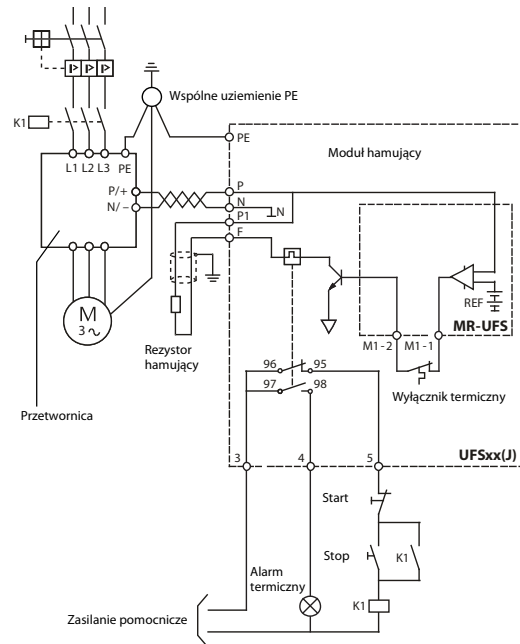 I> I> I>
Wspólne uziemienie PE
K1
PE
L1 L2 L3 PE
Moduł hamujący
P/+
N/−
P
N
N
P1
F
REF
MR-UFS
M 3~
Rezystor hamujący
M1-2 M1-1
Wyłącznik termiczny
96 95
97 98
Przetwornica
3 4 5
UFSxx(J)
Start
Stop
K1
Alarm termiczny
K1
Zasilanie pomocnicze